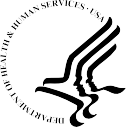 DEPARTMENT OF HEALTH & HUMAN SERVICES · USA